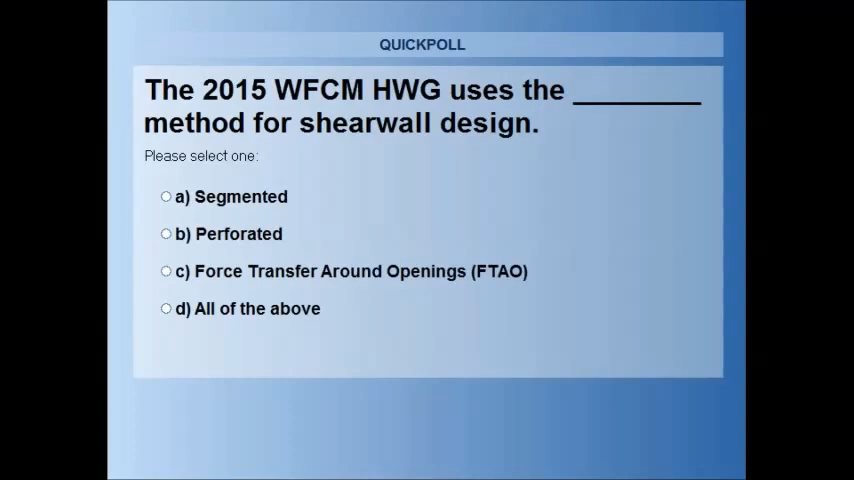 QUICKPOLL
The 2015 WFCM HWG uses the ________
method for shearwall design.
Please select one:
a) Segmented
b) Perforated
c) Force Transfer Around Openings (FTAO)
d) All of the above